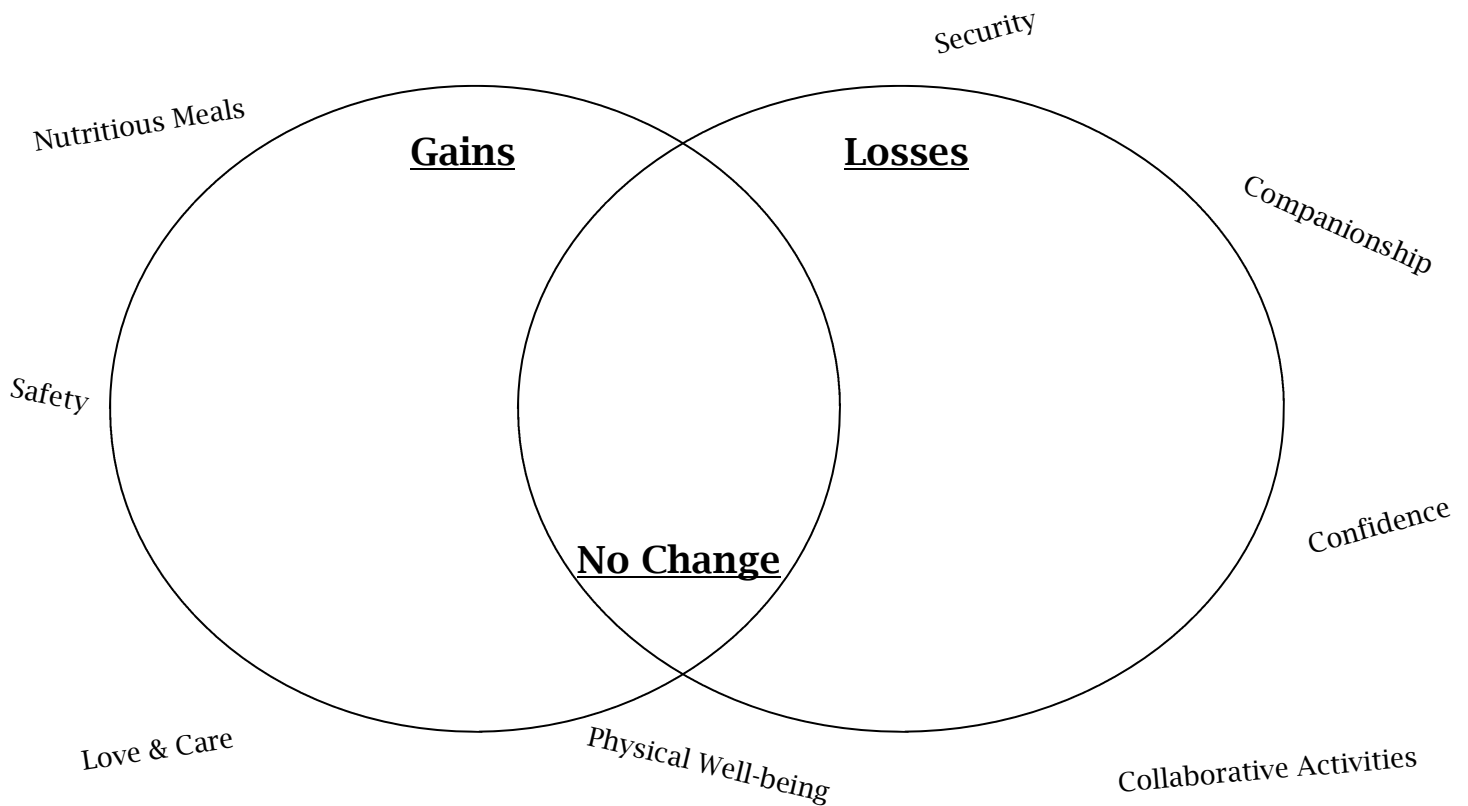 Security
Nutritious Meals
Gains
Losses
Companionship
Safety
Confidence
No Change
Love & Care
Physical Well-being
Collaborative Activities